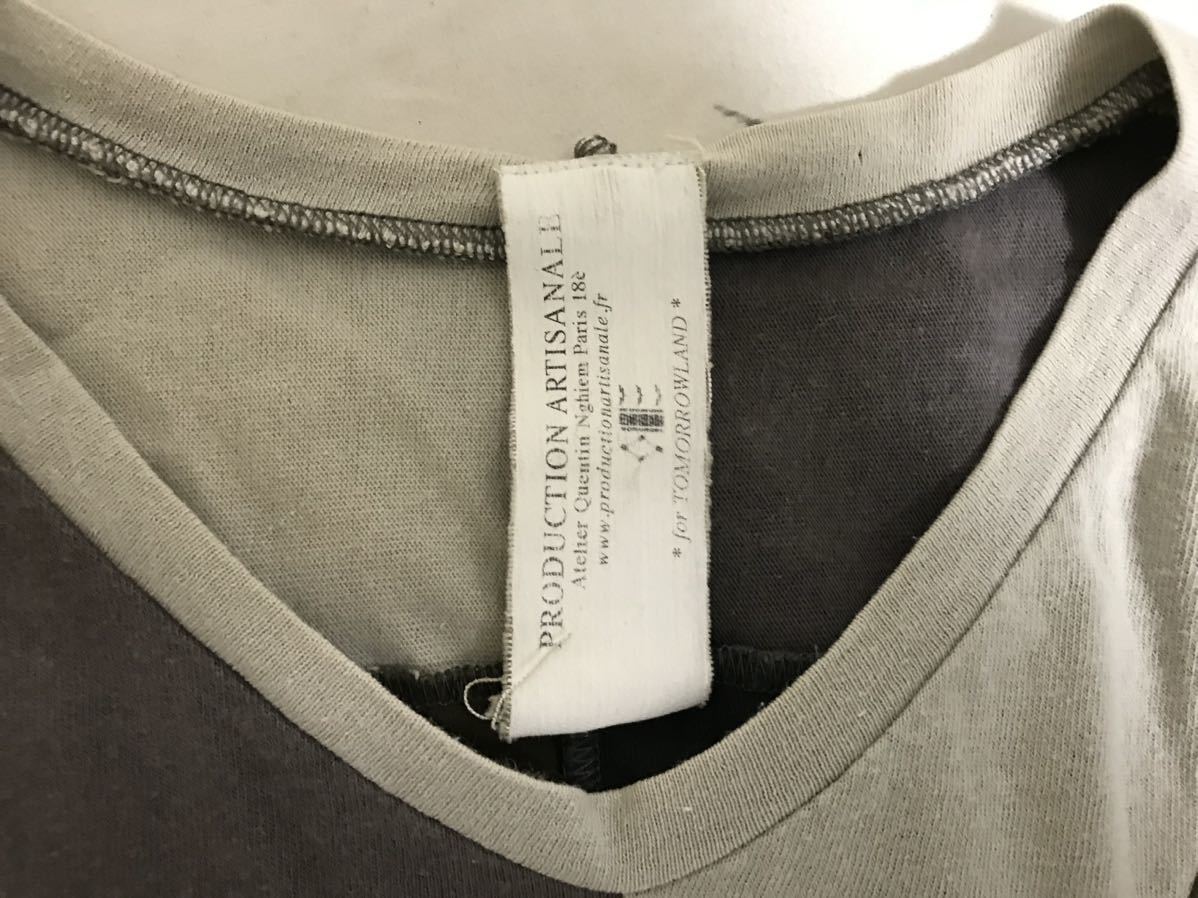 PRODUCTION ARTISANALE
Atelier Quentin Nghiem Paris 18è
www.productionartisanale.fr
* for TOMORROWLAND *